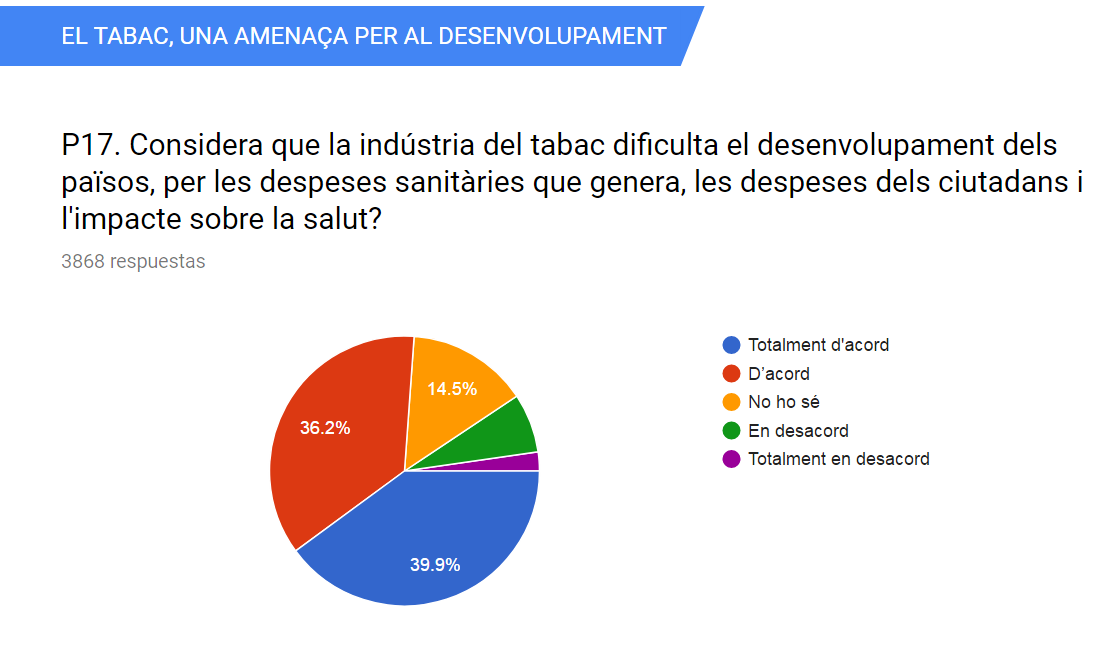 EL TABAC, UNA AMENAÇA PER AL DESENVOLUPAMENT
P17. Considera que la indústria del tabac dificulta el desenvolupament dels
països, per les despeses sanitàries que genera, les despeses dels ciutadans i
l'impacte sobre la salut?
3868 respuestas
Totalment d'acord
D’acord
No ho sé
En desacord
Totalment en desacord
14.5%
36.2%
39.9%